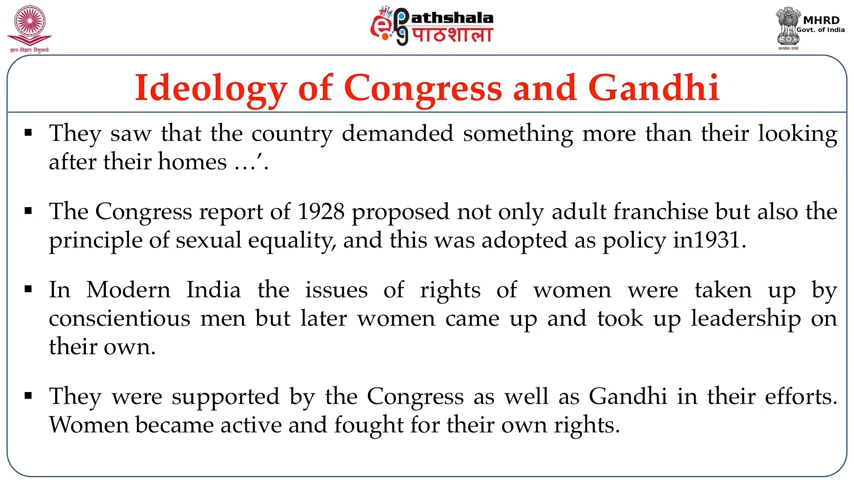 ज्ञान-विज्ञान विमुक्तये
epathshala
पाठशाला
MHRD
Govt. of India
Ideology of Congress and Gandhi
▪ They saw that the country demanded something more than their looking
after their homes …’.
▪ The Congress report of 1928 proposed not only adult franchise but also the
principle of sexual equality, and this was adopted as policy in1931.
▪ In Modern India the issues of rights of women were taken up by
conscientious men but later women came up and took up leadership on
their own.
▪ They were supported by the Congress as well as Gandhi in their efforts.
Women became active and fought for their own rights.